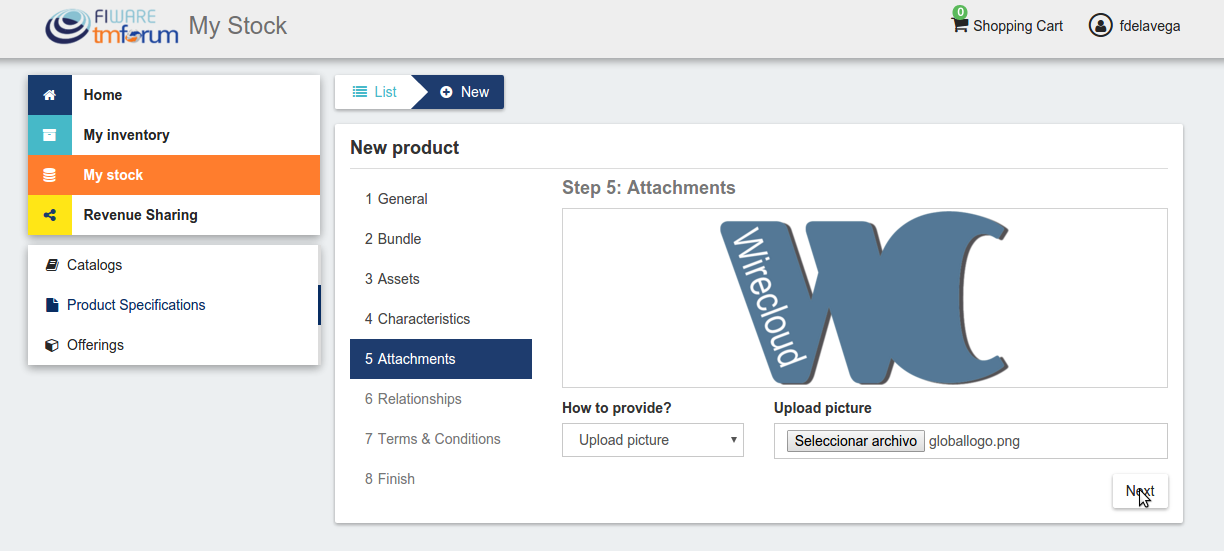 FIWARE
tmforum
My Stock
0
Shopping Cart
fdelavega
Home
My inventory
My stock
Revenue Sharing
Catalogs
Product Specifications
Offerings
List
New
New product
1 General
2 Bundle
3 Assets
4 Characteristics
5 Attachments
6 Relationships
7 Terms & Conditions
8 Finish
Step 5: Attachments
Wirecloud
WC
How to provide?
Upload picture
Upload picture
Seleccionar archivo globallogo.png
Next